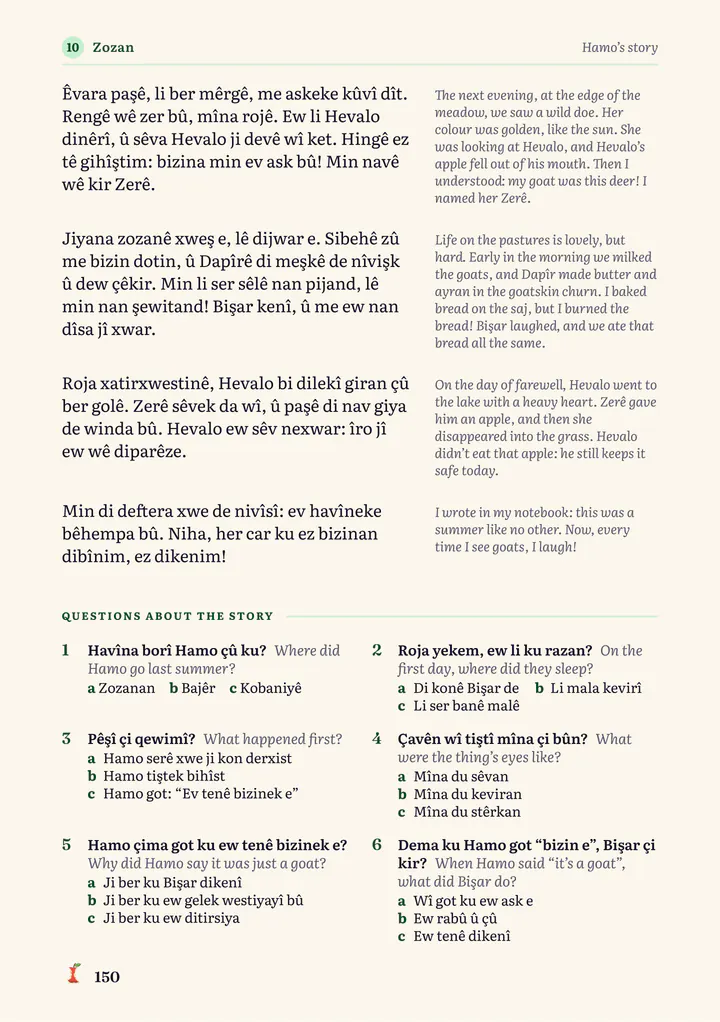 10 Zozan
Hamo’s story
Êvara paşê, li ber mêrgê, me askeke kûvî dît.
Rengê wê zer bû, mîna rojê. Ew li Hevalo
dinêrî, û sêva Hevalo ji devê wî ket. Hingê ez
tê gihîştim: bizina min ev ask bû! Min navê
wê kir Zerê.
The next evening, at the edge of the
meadow, we saw a wild doe. Her
colour was golden, like the sun. She
was looking at Hevalo, and Hevalo’s
apple fell out of his mouth. Then I
understood: my goat was this deer! I
named her Zerê.
Jiyana zozanê xweş e, lê dijwar e. Sibehê zû
me bizin dotin, û Dapîrê di meşkê de nîvişk
û dew çêkir. Min li ser sêlê nan pijand, lê
min nan şewitand! Bişar kenî, û me ew nan
dîsa jî xwar.
Life on the pastures is lovely, but
hard. Early in the morning we milked
the goats, and Dapîr made butter and
ayran in the goatskin churn. I baked
bread on the saj, but I burned the
bread! Bişar laughed, and we ate that
bread all the same.
Roja xatirxwestinê, Hevalo bi dilekî giran çû
ber golê. Zerê sêvek da wî, û paşê di nav giya
de winda bû. Hevalo ew sêv nexwar: îro jî
ew wê diparêze.
On the day of farewell, Hevalo went to
the lake with a heavy heart. Zerê gave
him an apple, and then she
disappeared into the grass. Hevalo
didn’t eat that apple: he still keeps it
safe today.
Min di deftera xwe de nivîsî: ev havîneke
bêhempa bû. Niha, her car ku ez bizinan
dibînim, ez dikenim!
I wrote in my notebook: this was a
summer like no other. Now, every
time I see goats, I laugh!
QUESTIONS ABOUT THE STORY
1 Havîna borî Hamo çû ku? Where did
Hamo go last summer?
a Zozanan b Bajêr c Kobaniyê
2 Roja yekem, ew li ku razan? On the
first day, where did they sleep?
a Di konê Bişar de b Li mala kevirî
c Li ser banê malê
3 Pêşî çi qewimî? What happened first?
a Hamo serê xwe ji kon derxist
b Hamo tiştek bihîst
c Hamo got: “Ev tenê bizinek e”
4 Çavên wî tiştî mîna çi bûn? What
were the thing’s eyes like?
a Mîna du sêvan
b Mîna du keviran
c Mîna du stêrkan
5 Hamo çima got ku ew tenê bizinek e?
Why did Hamo say it was just a goat?
a Ji ber ku Bişar dikenî
b Ji ber ku ew gelek westiyayî bû
c Ji ber ku ew ditirsiya
6 Dema ku Hamo got “bizin e”, Bişar çi
kir? When Hamo said “it’s a goat”,
what did Bişar do?
a Wî got ku ew ask e
b Ew rabû û çû
c Ew tenê dikenî
150